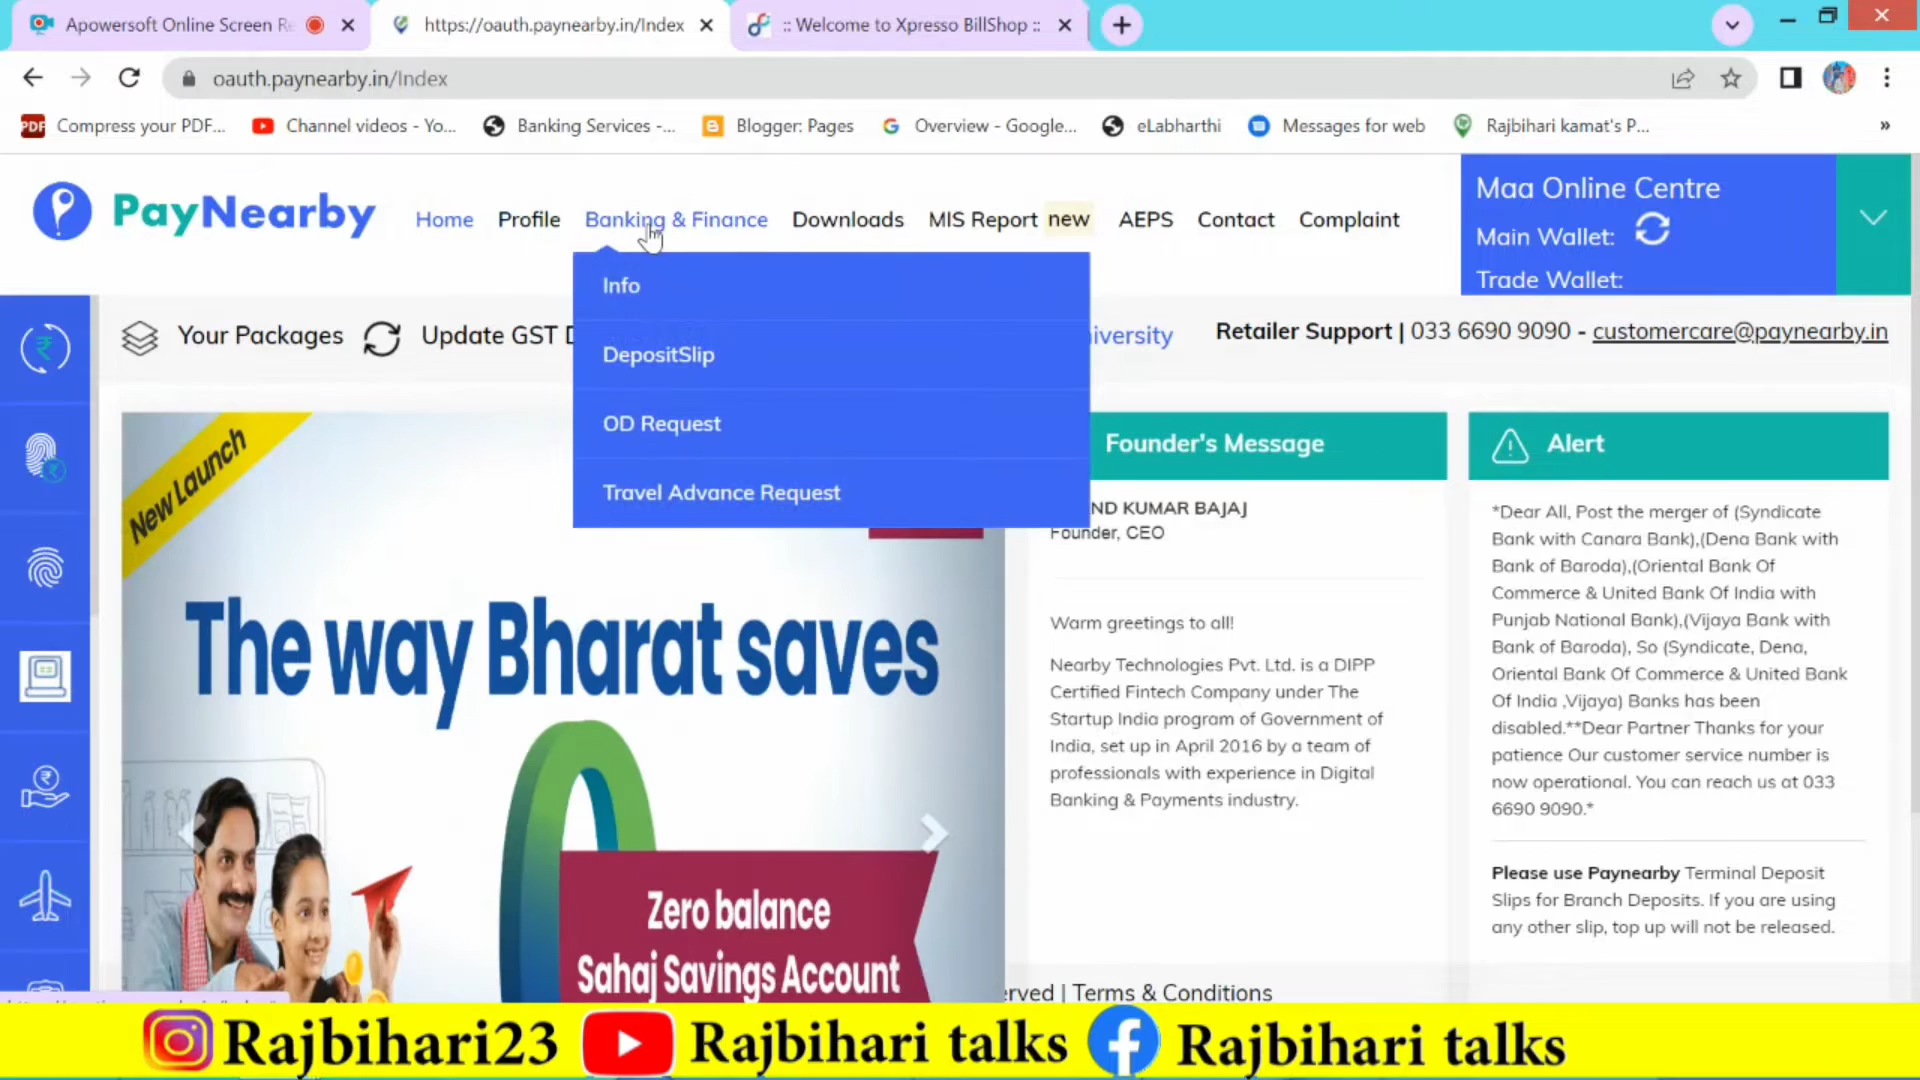 Apowersoft Online Screen Re
https://oauth.paynearby.in/Index
:: Welcome to Xpresso BillShop ::
oauth.paynearby.in/Index
PDF Compress your PDF...
Channel videos - Yo...
Banking Services -...
Blogger: Pages
Overview - Google...
eLabharthi
Messages for web
Rajbihari kamat's P...
»
PayNearby
Home
Profile
Banking & Finance
Downloads
MIS Report new
AEPS
Contact
Complaint
Maa Online Centre
Main Wallet:
Trade Wallet:
Info
DepositSlip
OD Request
Travel Advance Request
Your Packages
Update GST D
iversity
Retailer Support | 033 6690 9090 - customercare@paynearby.in
New Launch
The way Bharat saves
Zero balance
Sahaj Savings Account
Founder's Message
ND KUMAR BAJAJ
Founder, CEO
Warm greetings to all!
Nearby Technologies Pvt. Ltd. is a DIPP
Certified Fintech Company under The
Startup India program of Government of
India, set up in April 2016 by a team of
professionals with experience in Digital
Banking & Payments industry.
Alert
*Dear All, Post the merger of (Syndicate
Bank with Canara Bank),(Dena Bank with
Bank of Baroda),(Oriental Bank Of
Commerce & United Bank Of India with
Punjab National Bank),(Vijaya Bank with
Bank of Baroda), So (Syndicate, Dena,
Oriental Bank Of Commerce & United Bank
Of India ,Vijaya) Banks has been
disabled.**Dear Partner Thanks for your
patience Our customer service number is
now operational. You can reach us at 033
6690 9090.*
Please use Paynearby Terminal Deposit
Slips for Branch Deposits. If you are using
any other slip, top up will not be released.
erved | Terms & Conditions
Rajbihari23
Rajbihari talks
Rajbihari talks